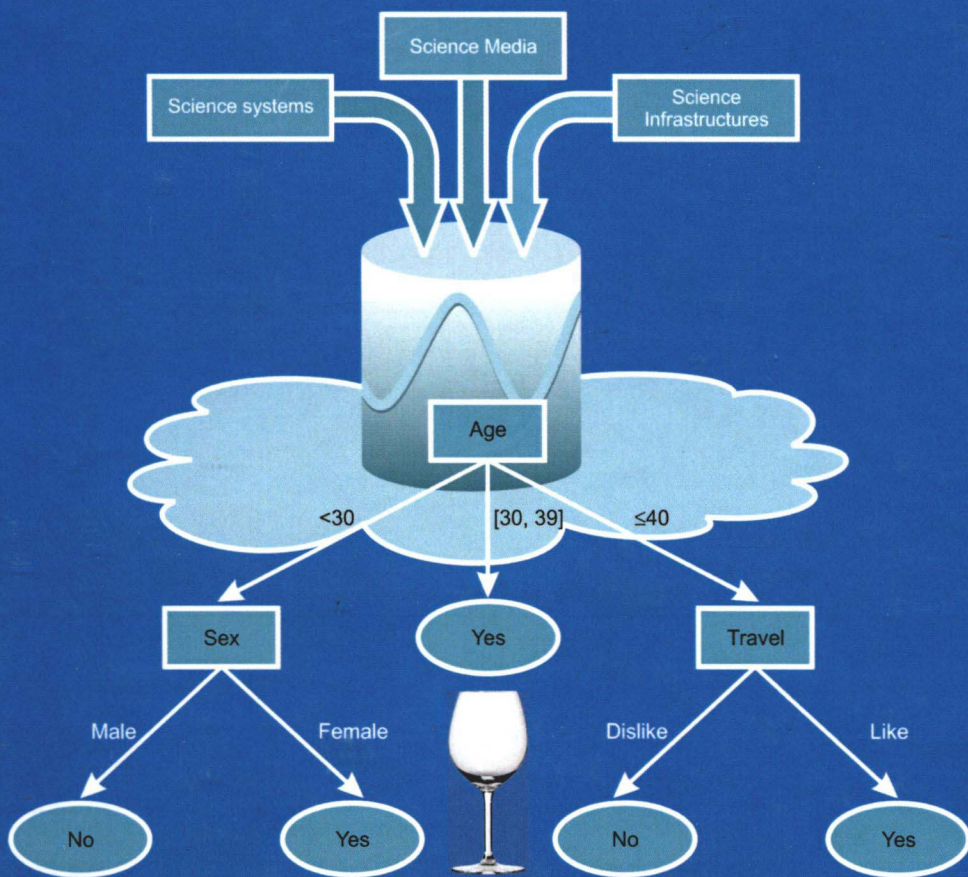 Science Media
Science systems
Science
Infrastructures
Age
<30
[30, 39]
≤40
Sex
Yes
Travel
Male
Female
Dislike
Like
No
Yes
No
Yes